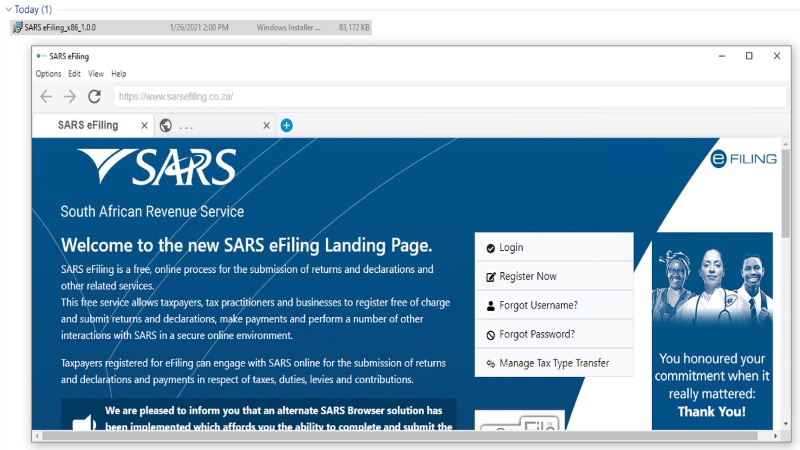 Today (1)
SARS eFiling_x86_1.0.0 1/26/2021 2:00 PM Windows Installer ... 83,172 KB
SARS eFiling
Options Edit View Help
https://www.sarsefiling.co.za/
SARS eFiling ...
SARS
e FILING
South African Revenue Service
Welcome to the new SARS eFiling Landing Page.
SARS eFiling is a free, online process for the submission of returns and declarations and
other related services.
This free service allows taxpayers, tax practitioners and businesses to register free of charge
and submit returns and declarations, make payments and perform a number of other
interactions with SARS in a secure online environment.
Taxpayers registered for eFiling can engage with SARS online for the submission of returns
and declarations and payments in respect of taxes, duties, levies and contributions.
We are pleased to inform you that an alternate SARS Browser solution has
been implemented which affords you the ability to complete and submit the
Login
Register Now
Forgot Username?
Forgot Password?
Manage Tax Type Transfer
You honoured your
commitment when it
really mattered:
Thank You!